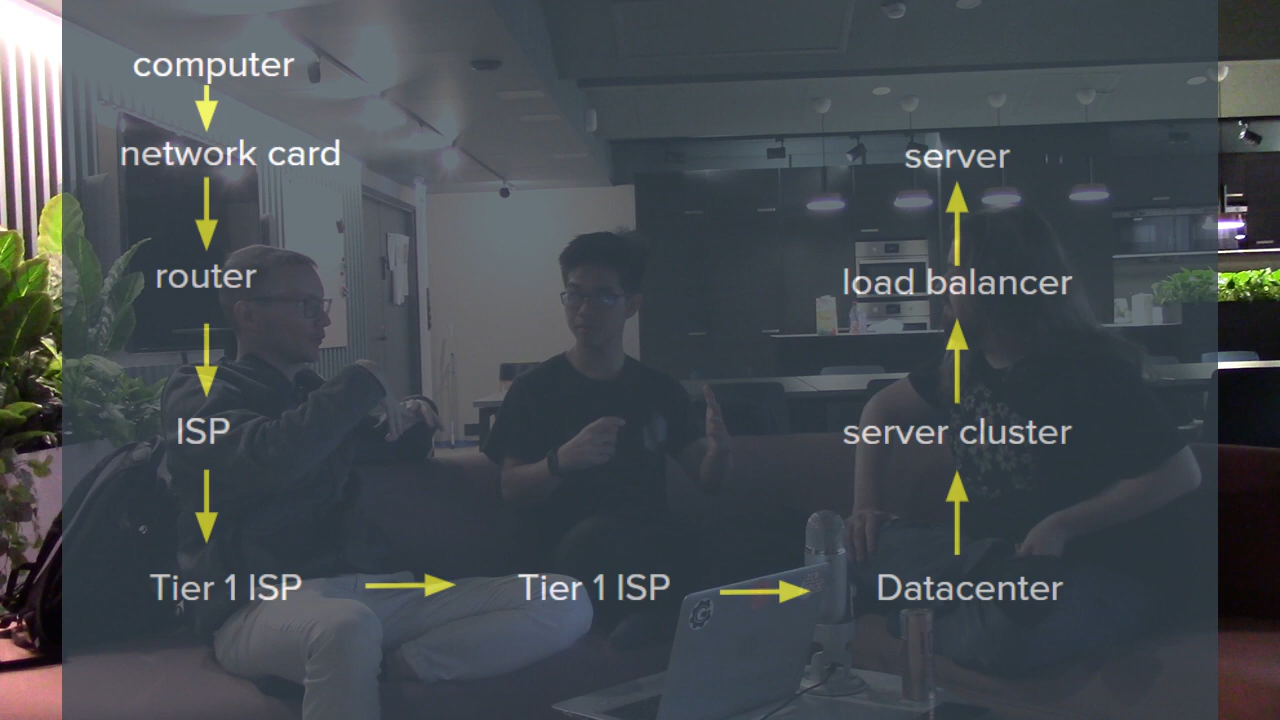 computer
network card
router
ISP
Tier 1 ISP
Tier 1 ISP
Datacenter
server cluster
load balancer
server